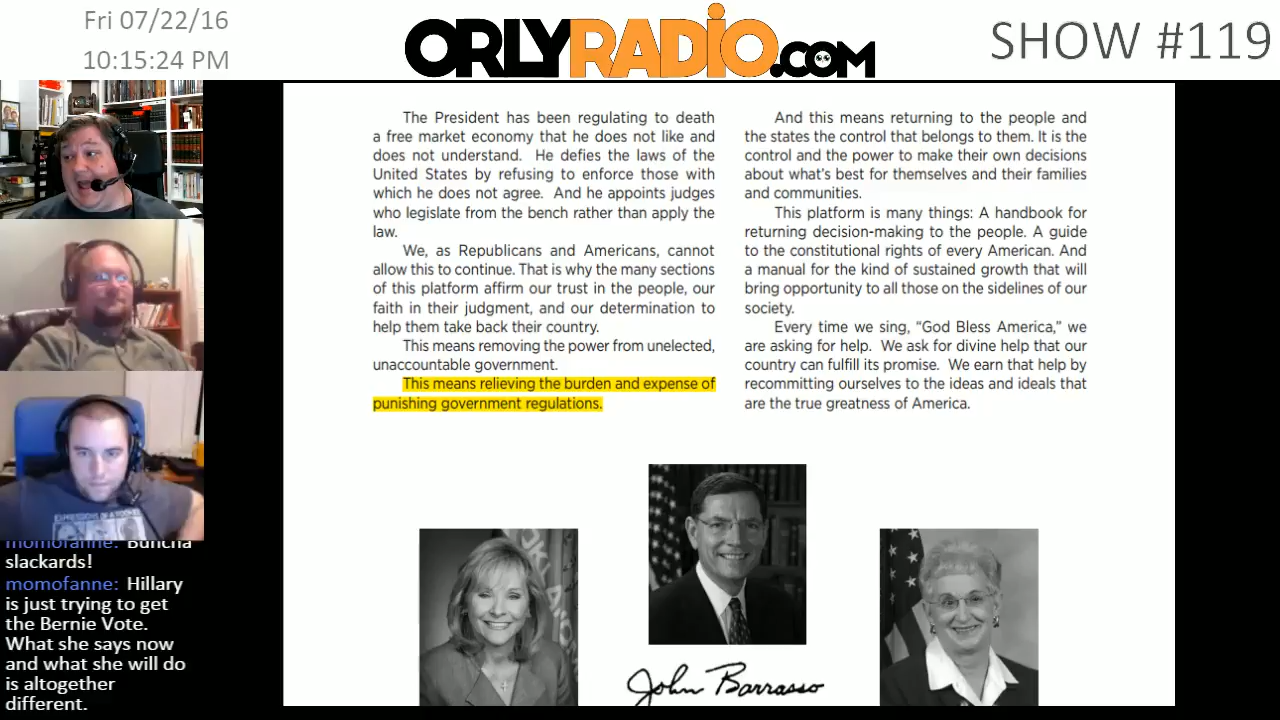 Fri 07/22/16
10:15:24 PM
ORLYRADIO.COM
SHOW #119
The President has been regulating to death
a free market economy that he does not like and
does not understand. He defies the laws of the
United States by refusing to enforce those with
which he does not agree. And he appoints judges
who legislate from the bench rather than apply the
law.
We, as Republicans and Americans, cannot
allow this to continue. That is why the many sections
of this platform affirm our trust in the people, our
faith in their judgment, and our determination to
help them take back their country.
This means removing the power from unelected,
unaccountable government.
This means relieving the burden and expense of
punishing government regulations.
And this means returning to the people and
the states the control that belongs to them. It is the
control and the power to make their own decisions
about what's best for themselves and their families
and communities.
This platform is many things: A handbook for
returning decision-making to the people. A guide
to the constitutional rights of every American. And
a manual for the kind of sustained growth that will
bring opportunity to all those on the sidelines of our
society.
Every time we sing, “God Bless America,” we
are asking for help. We ask for divine help that our
country can fulfill its promise. We earn that help by
recommitting ourselves to the ideas and ideals that
are the true greatness of America.
John Barrasso
momofanne: Buncha
slackards!
momofanne: Hillary
is just trying to get
the Bernie Vote.
What she says now
and what she will do
is altogether
different.